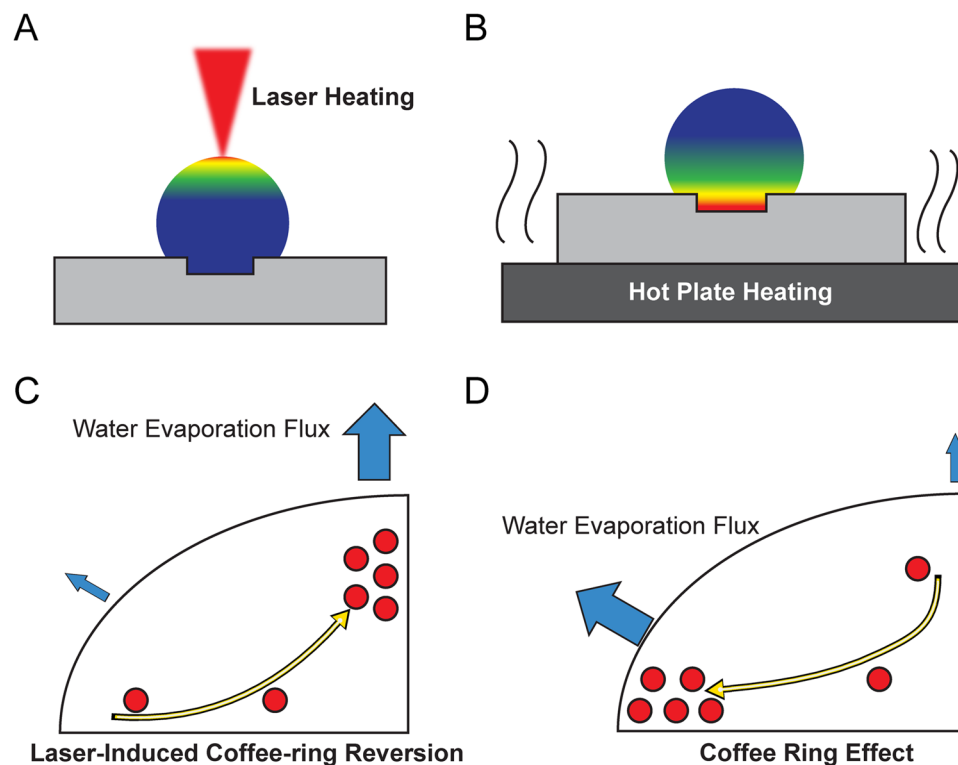 A
B
Laser Heating
Hot Plate Heating
C
D
Water Evaporation Flux
Water Evaporation Flux
Laser-Induced Coffee-ring Reversion
Coffee Ring Effect